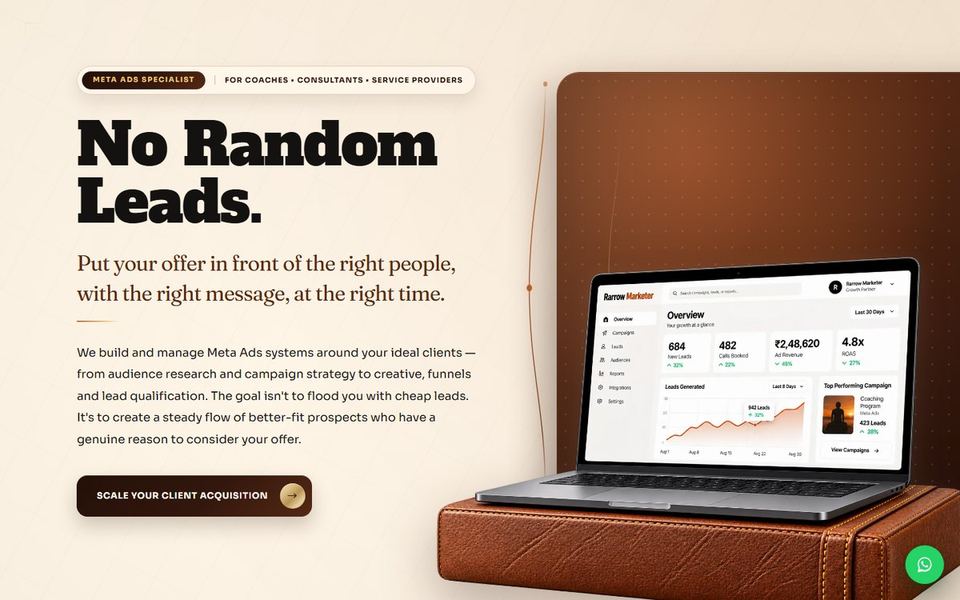 META ADS SPECIALIST
FOR COACHES • CONSULTANTS • SERVICE PROVIDERS
No Random
Leads.
Put your offer in front of the right people,
with the right message, at the right time.
We build and manage Meta Ads systems around your ideal clients —
from audience research and campaign strategy to creative, funnels
and lead qualification. The goal isn't to flood you with cheap leads.
It's to create a steady flow of better-fit prospects who have a
genuine reason to consider your offer.
SCALE YOUR CLIENT ACQUISITION →
Rarrow Marketer
Search campaigns, leads, or reports...
R
Rarrow Marketer
Growth Partner
Overview
Campaigns
Leads
Audiences
Reports
Integrations
Settings
Overview
Your growth at a glance
Last 30 Days
684
New Leads
32%
482
Calls Booked
22%
₹2,48,620
Ad Revenue
45%
4.8x
ROAS
27%
Leads Generated
Last 8 Days
942 Leads
32%
Aug 1
Aug 8
Aug 15
Aug 22
Aug 30
Top Performing Campaign
Coaching
Program
Meta Ads
423 Leads
38%
View Campaigns →